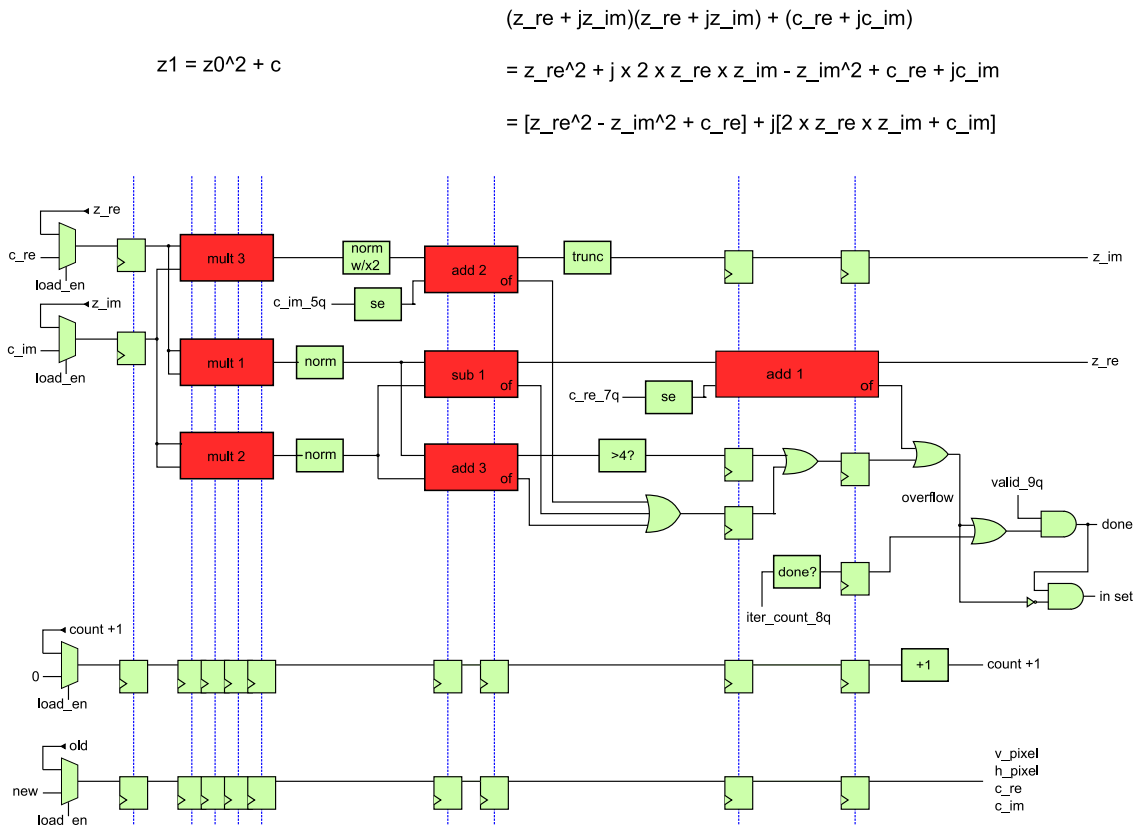 (z_re + jz_im)(z_re + jz_im) + (c_re + jc_im)
z1 = z0^2 + c
= z_re^2 + j x 2 x z_re x z_im - z_im^2 + c_re + jc_im
= [z_re^2 - z_im^2 + c_re] + j[2 x z_re x z_im + c_im]
z_re
c_re
load_en
mult 3
norm
w/x2
add 2
of
trunc
z_im
z_im
c_im
load_en
c_im_5q
se
mult 1
norm
sub 1
of
c_re_7q
se
add 1
of
z_re
mult 2
norm
add 3
of
>4?
overflow
valid_9q
done
done?
iter_count_8q
in set
count +1
0
load_en
+1
count +1
old
new
load_en
v_pixel
h_pixel
c_re
c_im